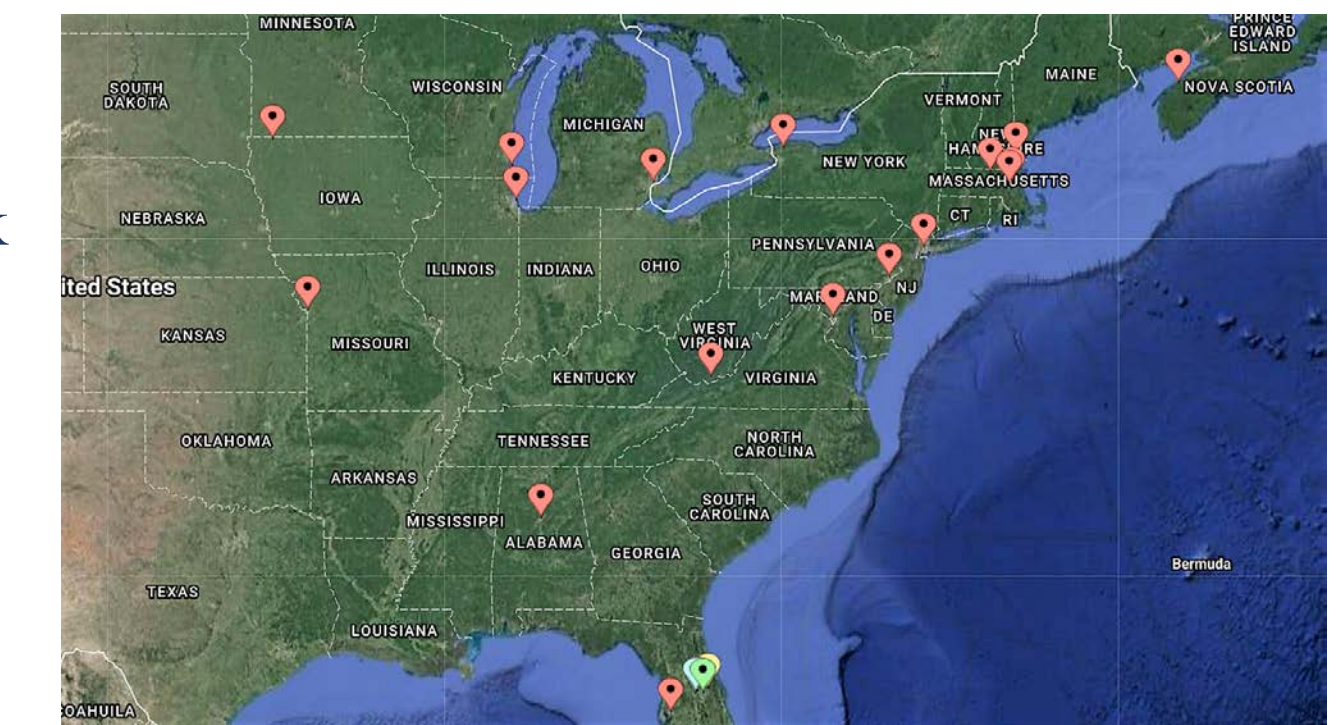 MINNESOTA
PRINCE
EDWARD
ISLAND
MAINE
SOUTH
DAKOTA
WISCONSIN
NOVA SCOTIA
VERMONT
MICHIGAN
NEW
HAMPSHIRE
NEW YORK
MASSACHUSETTS
IOWA
NEBRASKA
CT
RI
PENNSYLVANIA
ILLINOIS
INDIANA
OHIO
ited States
NJ
MARYLAND
DE
KANSAS
MISSOURI
WEST
VIRGINIA
KENTUCKY
VIRGINIA
OKLAHOMA
TENNESSEE
NORTH
CAROLINA
ARKANSAS
SOUTH
CAROLINA
MISSISSIPPI
ALABAMA
GEORGIA
Bermuda
TEXAS
LOUISIANA
COAHUILA